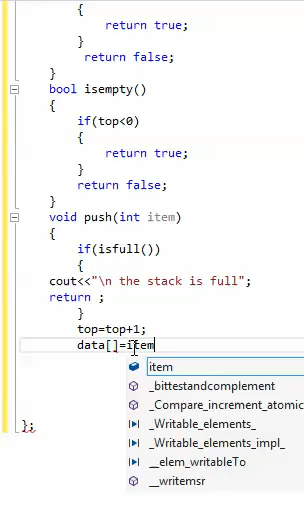 {
return true;
}
return false;
}
bool isempty()
{
if(top<0)
{
return true;
}
return false;
}
void push(int item)
{
if(isfull())
{
cout<<"\n the stack is full";
return ;
}
top=top+1;
data[]=item
item
_bittestandcomplement
_Compare_increment_atomic
_Writable_elements_
_Writable_elements_impl_
__elem_writableTo
__writemsr
};